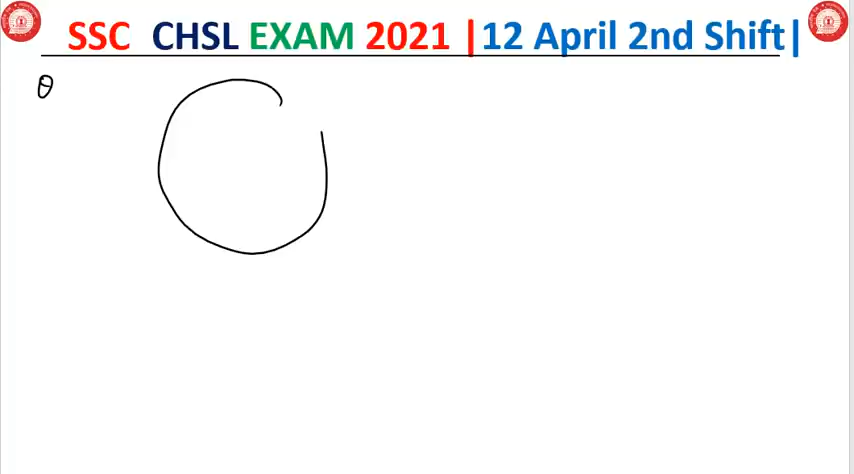 SSC CHSL EXAM 2021 |12 April 2nd Shift|
θ